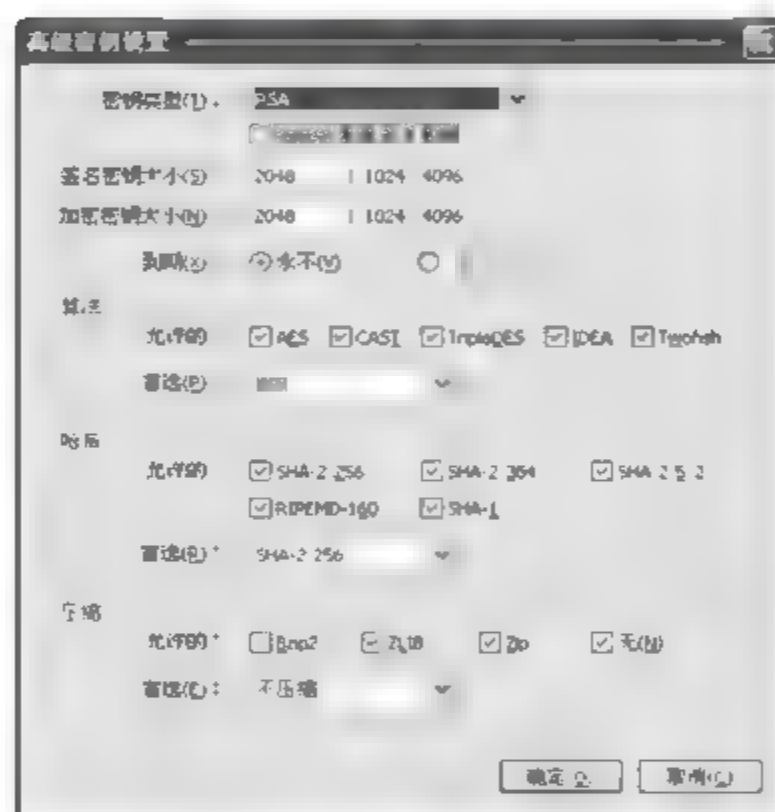 高级密钥设置
密钥类型(T): RSA
签名密钥大小(S) 2048 1024 4096
加密密钥大小(N) 2048 1024 4096
到期(X) 永不(V)
算法
允许的 AES CAST TripleDES IDEA Twofish
首选(P)
允许的 SHA-2-256 SHA-2-384 SHA-2-512
RIPEMD-160 SHA-1
首选(R) SHA-2-256
压缩
允许的 Bzip2 ZLIB Zip 无(N)
首选(E): 不压缩
确定 取消(C)